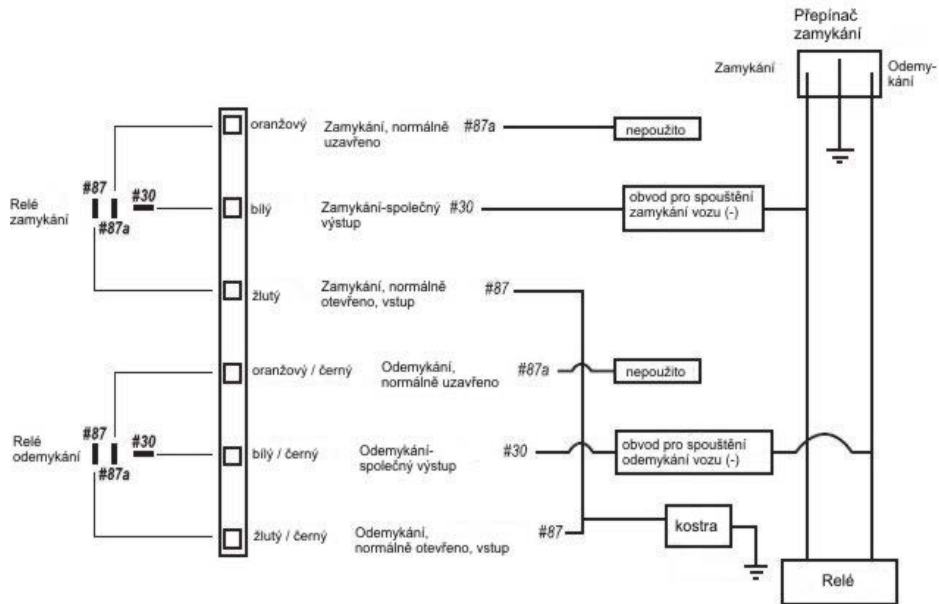 Přepínač
zamykání
Zamykání
Odemy-
kání
oranžový
Zamykání, normálně
uzavřeno
#87a
nepoužito
Relé
zamykání
#87
#30
#87a
bílý
Zamykání-společný
výstup
#30
obvod pro spouštění
zamykání vozu (-)
žlutý
Zamykání, normálně
otevřeno, vstup
#87
oranžový / černý
Odemykání,
normálně uzavřeno
#87a
nepoužito
Relé
odemykání
#87
#30
#87a
bílý / černý
Odemykání-
společný výstup
#30
obvod pro spouštění
odemykání vozu (-)
žlutý / černý
Odemykání,
normálně otevřeno, vstup
#87
kostra
Relé